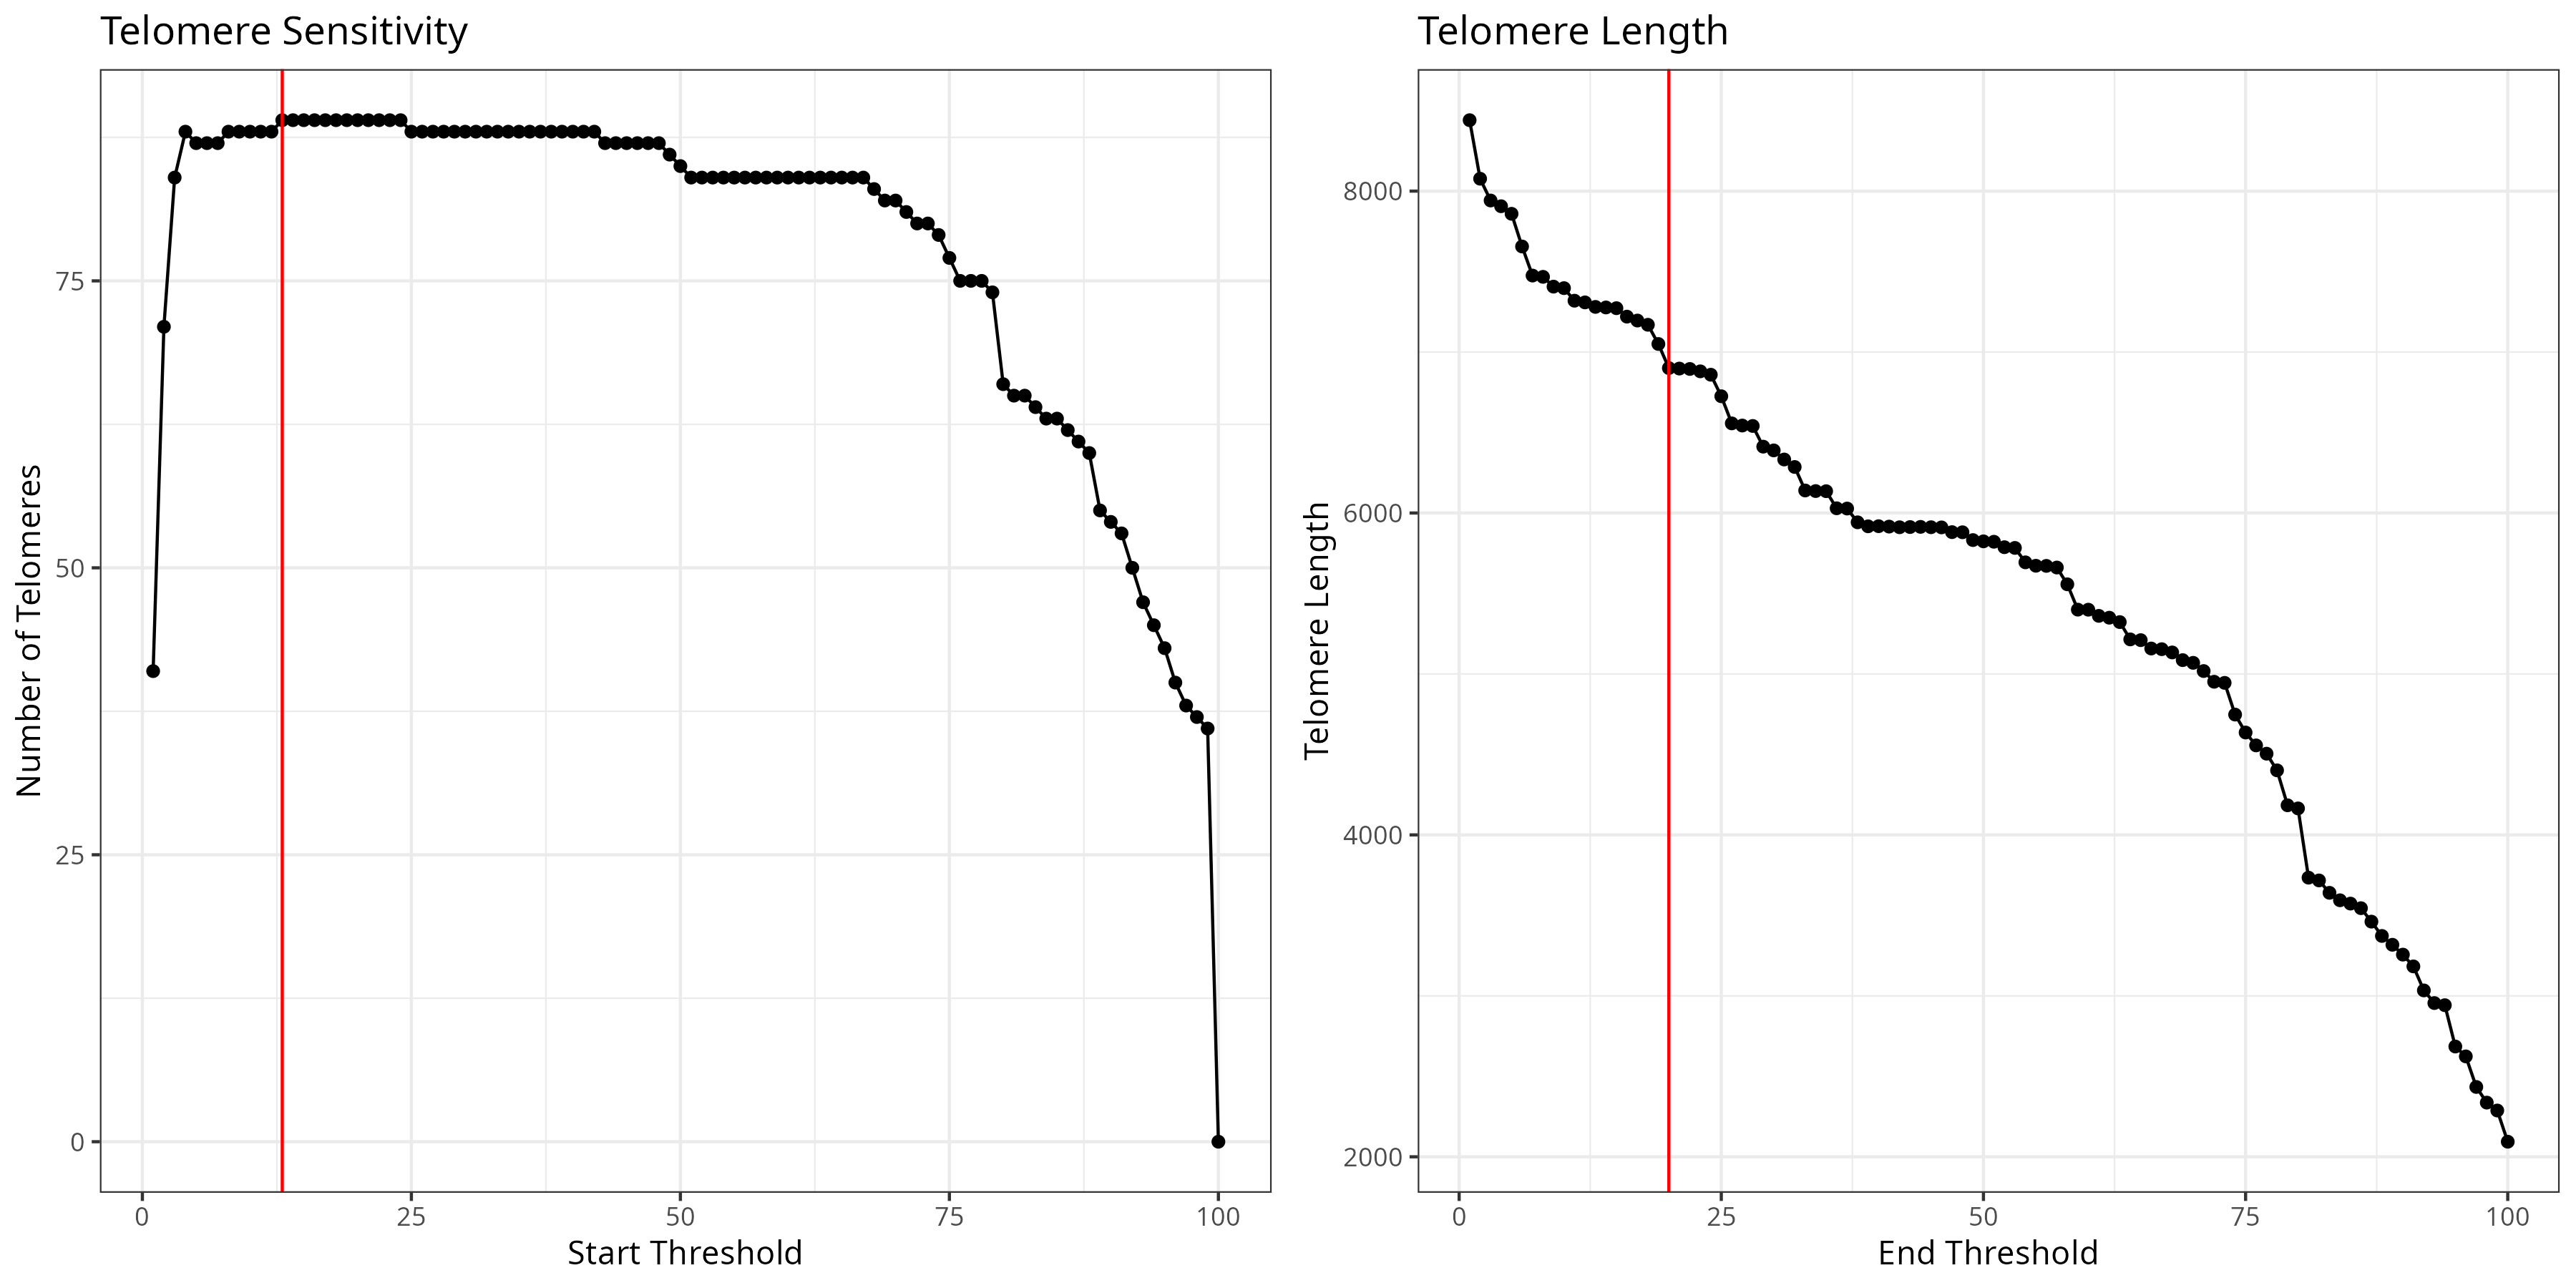 Telomere Sensitivity
Number of Telomeres
75
50
25
0
0 25 50 75 100
Start Threshold
Telomere Length
Telomere Length
8000
6000
4000
2000
0 25 50 75 100
End Threshold